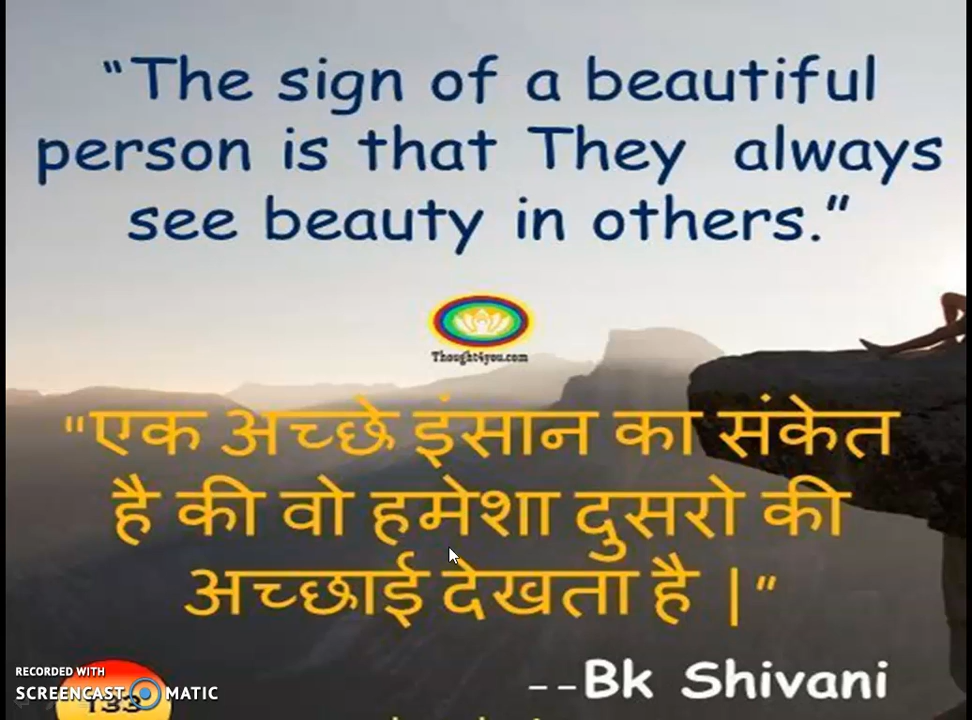 “The sign of a beautiful
person is that They always
see beauty in others.”
Thought4you.com
"एक अच्छे इंसान का संकेत
है की वो हमेशा दुसरो की
अच्छाई देखता है |”
--Bk Shivani
RECORDED WITH
SCREENCAST MATIC
133